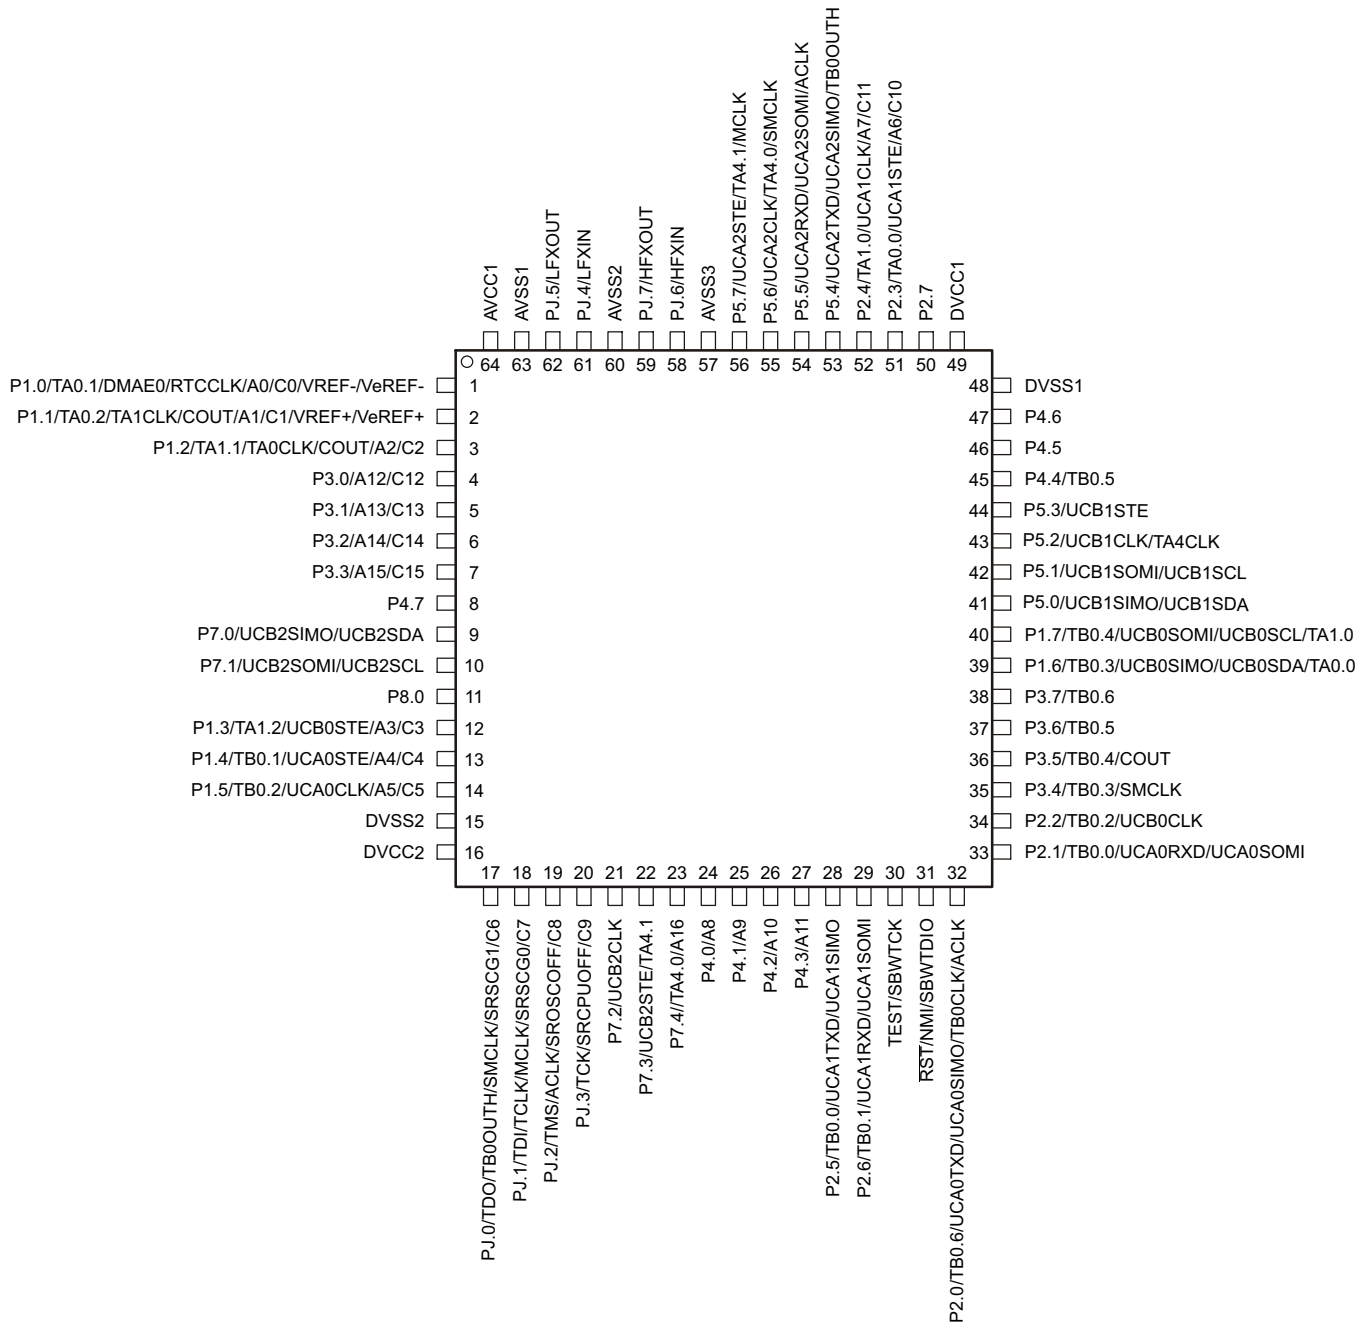 AVCC1
AVSS1
PJ.5/LFXOUT
PJ.4/LFXIN
AVSS2
PJ.7/HFXOUT
PJ.6/HFXIN
AVSS3
P5.7/UCA2STE/TA4.1/MCLK
P5.6/UCA2CLK/TA4.0/SMCLK
P5.5/UCA2RXD/UCA2SOMI/ACLK
P5.4/UCA2TXD/UCA2SIMO/TB0OUTH
P2.4/TA1.0/UCA1CLK/A7/C11
P2.3/TA0.0/UCA1STE/A6/C10
P2.7
DVCC1
64 63 62 61 60 59 58 57 56 55 54 53 52 51 50 49
P1.0/TA0.1/DMAE0/RTCCLK/A0/C0/VREF-/VeREF- 1
P1.1/TA0.2/TA1CLK/COUT/A1/C1/VREF+/VeREF+ 2
P1.2/TA1.1/TA0CLK/COUT/A2/C2 3
P3.0/A12/C12 4
P3.1/A13/C13 5
P3.2/A14/C14 6
P3.3/A15/C15 7
P4.7 8
P7.0/UCB2SIMO/UCB2SDA 9
P7.1/UCB2SOMI/UCB2SCL 10
P8.0 11
P1.3/TA1.2/UCB0STE/A3/C3 12
P1.4/TB0.1/UCA0STE/A4/C4 13
P1.5/TB0.2/UCA0CLK/A5/C5 14
DVSS2 15
DVCC2 16
48 DVSS1
47 P4.6
46 P4.5
45 P4.4/TB0.5
44 P5.3/UCB1STE
43 P5.2/UCB1CLK/TA4CLK
42 P5.1/UCB1SOMI/UCB1SCL
41 P5.0/UCB1SIMO/UCB1SDA
40 P1.7/TB0.4/UCB0SOMI/UCB0SCL/TA1.0
39 P1.6/TB0.3/UCB0SIMO/UCB0SDA/TA0.0
38 P3.7/TB0.6
37 P3.6/TB0.5
36 P3.5/TB0.4/COUT
35 P3.4/TB0.3/SMCLK
34 P2.2/TB0.2/UCB0CLK
33 P2.1/TB0.0/UCA0RXD/UCA0SOMI
17 18 19 20 21 22 23 24 25 26 27 28 29 30 31 32
PJ.0/TDO/TB0OUTH/SMCLK/SRSCG1/C6
PJ.1/TDI/TCLK/MCLK/SRSCG0/C7
PJ.2/TMS/ACLK/SROSCOFF/C8
PJ.3/TCK/SRCPUOFF/C9
P7.2/UCB2CLK
P7.3/UCB2STE/TA4.1
P7.4//TA4.0/A16
P4.0/A8
P4.1/A9
P4.2/A10
P4.3/A11
P2.5/TB0.0/UCA1TXD/UCA1SIMO
P2.6/TB0.1/UCA1RXD/UCA1SOMI
TEST/SBWTCK
RST/NMI/SBWTDIO
P2.0/TB0.6/UCA0TXD/UCA0SIMO/TB0CLK/ACLK